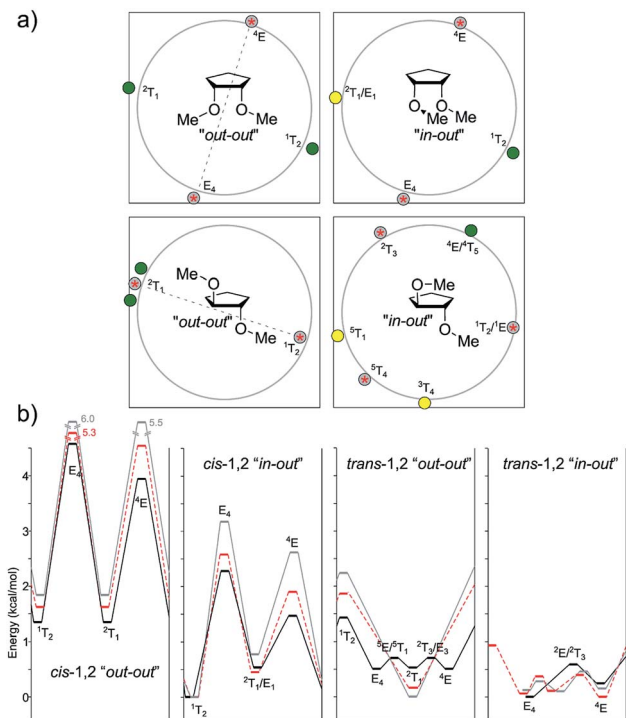 a)
⁴E
²T₁
O O
Me Me
"out-out"
¹T₂
E₄
⁴E
²T₁/E₁
O O
Me Me
"in-out"
¹T₂
E₄
²T₁
Me O
"out-out"
O Me
¹T₂
²T₃
⁴E/⁴T₅
O–Me
"in-out"
O
Me
¹T₂/¹E
⁵T₁
⁵T₄
³T₄
b)
Energy (kcal/mol)
0
1
2
3
4
6.0
5.3
5.5
E₄
⁴E
¹T₂
²T₁
cis-1,2 "out-out"
cis-1,2 "in-out"
E₄
⁴E
²T₁/E₁
¹T₂
trans-1,2 "out-out"
¹T₂
⁵E/⁵T₁
²T₃/E₃
E₄
²T₁
⁴E
trans-1,2 "in-out"
²E/²T₃
E₄
⁴E